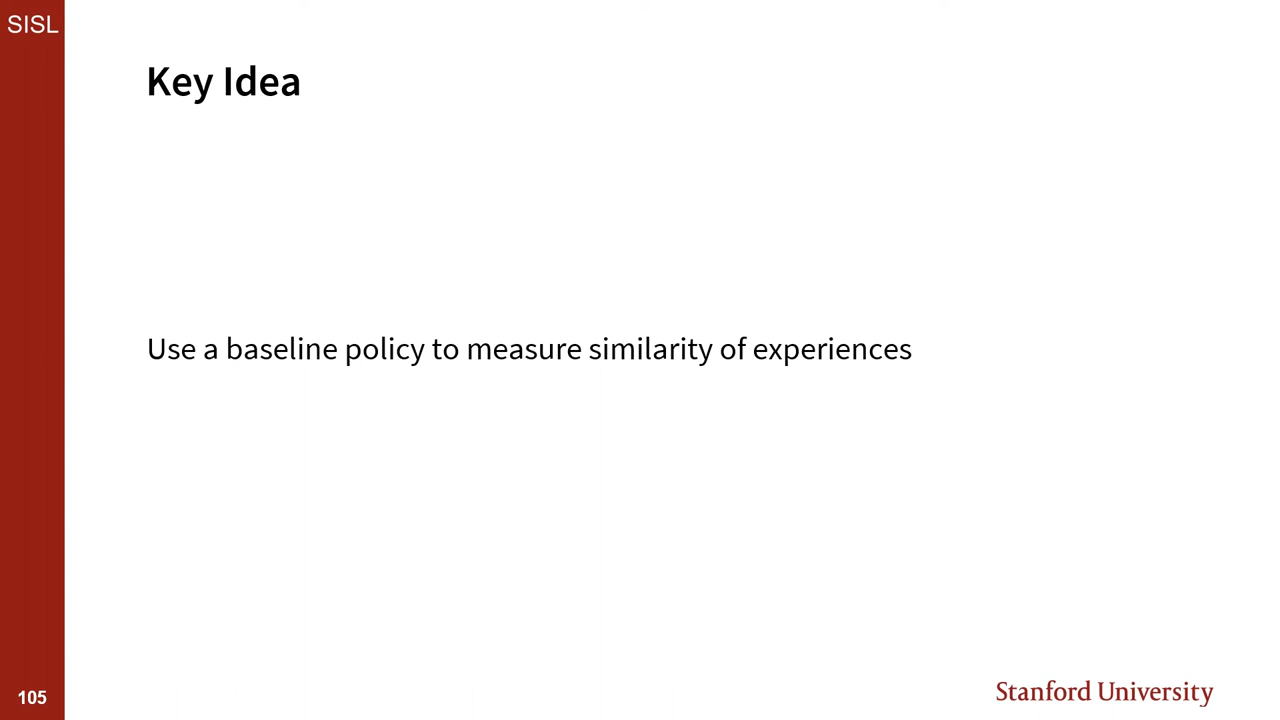 SISL
Key Idea
Use a baseline policy to measure similarity of experiences
105
Stanford University